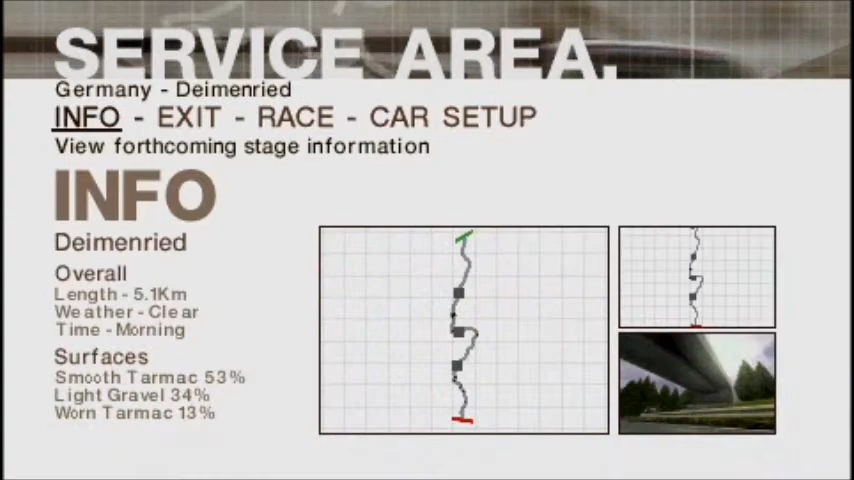 SERVICE AREA.
Germany - Deimenried
INFO - EXIT - RACE - CAR SETUP
View forthcoming stage information
INFO
Deimenried
Overall
Length - 5.1Km
Weather - Clear
Time - Morning
Surfaces
Smooth Tarmac 53%
Light Gravel 34%
Worn Tarmac 13%